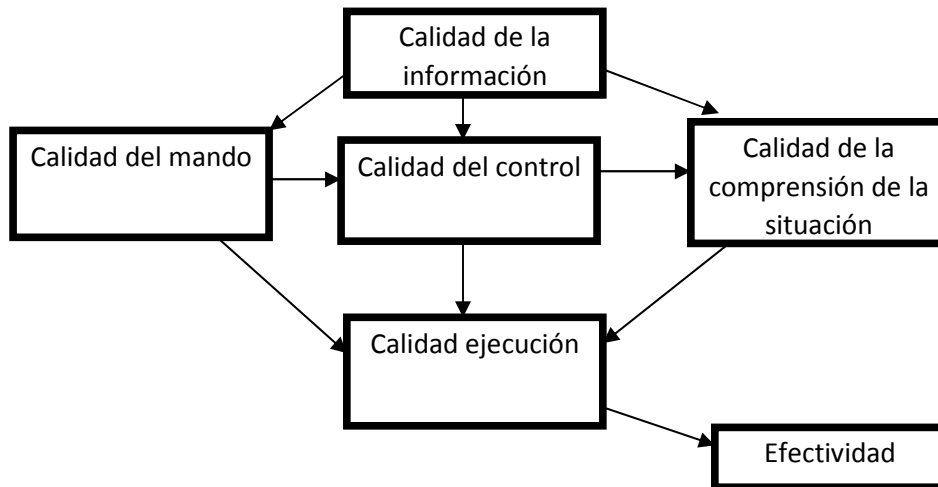 Calidad de la
información
Calidad del mando
Calidad del control
Calidad de la
comprensión de la
situación
Calidad ejecución
Efectividad